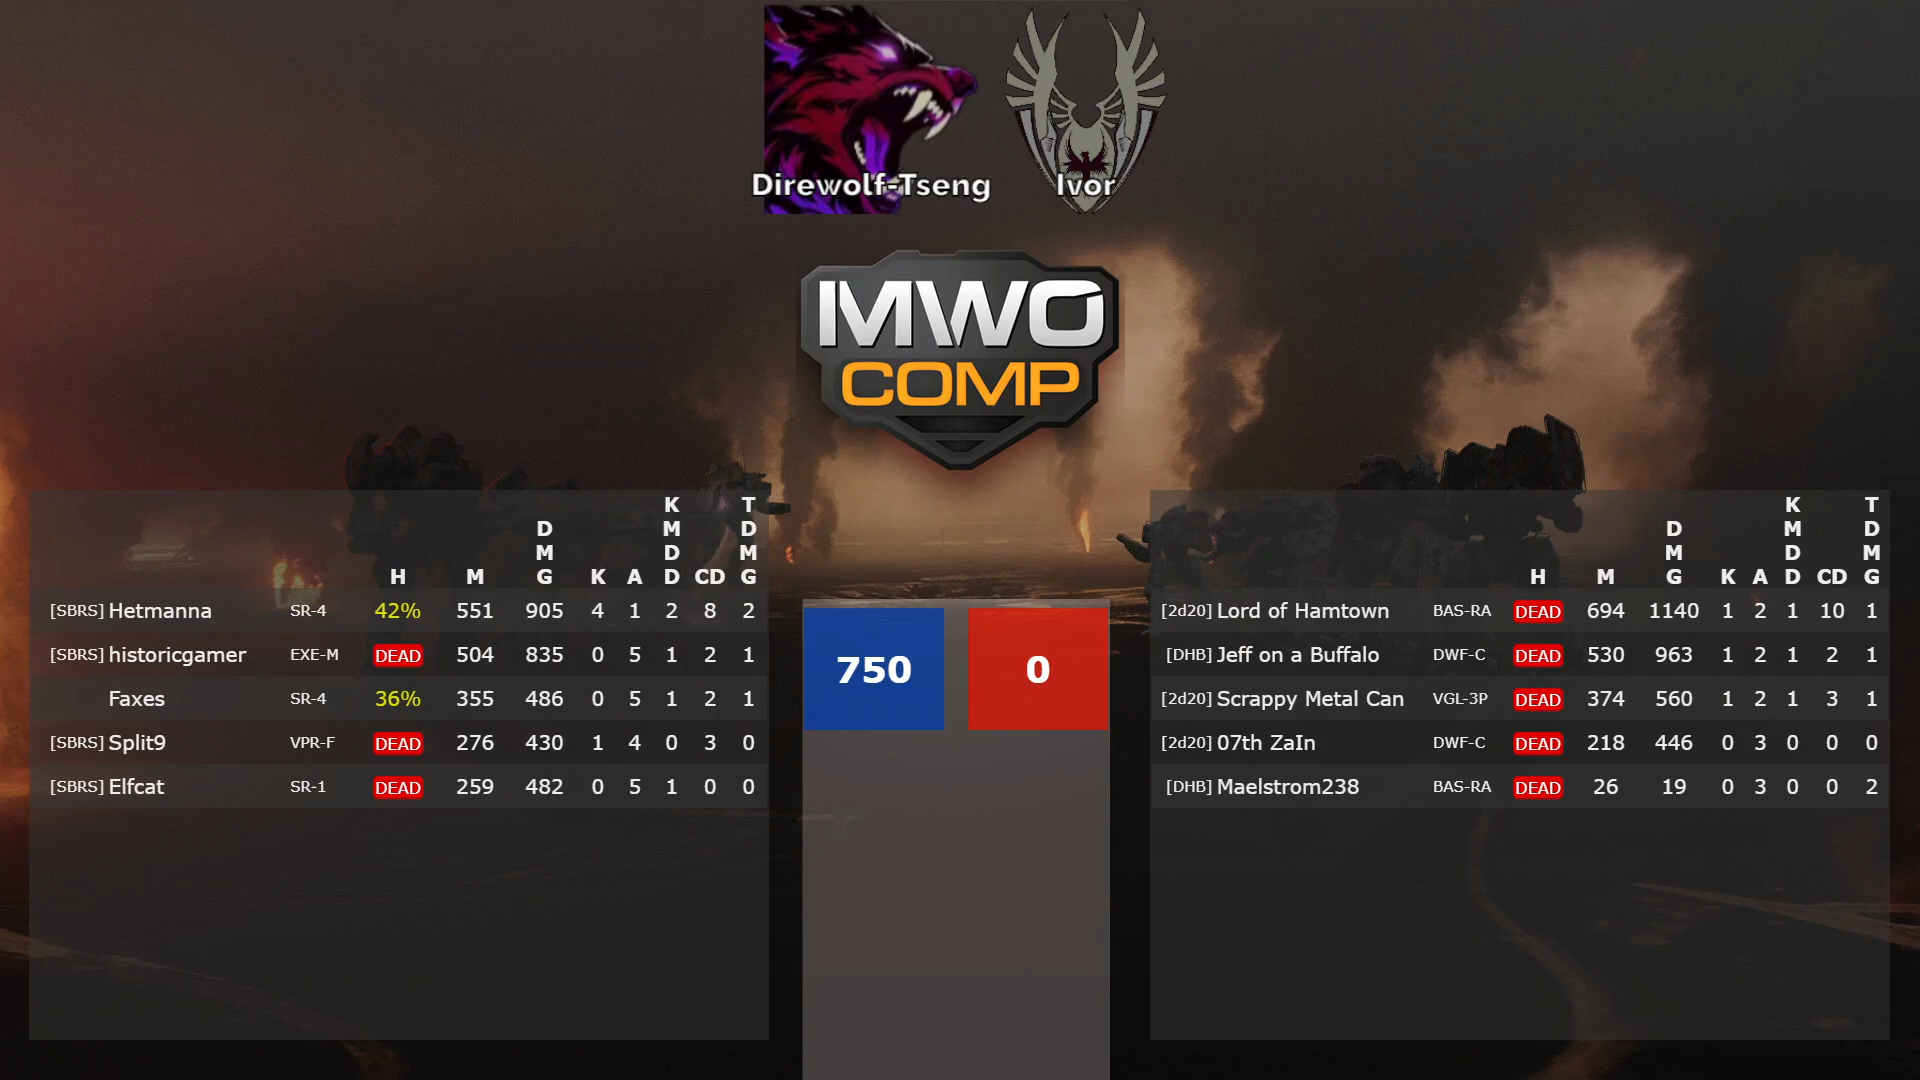 Direwolf-Tseng Ivor
MWO
COMP
H M DMG K A KMDD CD TDMG
[SBRS] Hetmanna SR-4 42% 551 905 4 1 2 8 2
[SBRS] historicgamer EXE-M DEAD 504 835 0 5 1 2 1
Faxes SR-4 36% 355 486 0 5 1 2 1
[SBRS] Split9 VPR-F DEAD 276 430 1 4 0 3 0
[SBRS] Elfcat SR-1 DEAD 259 482 0 5 1 0 0
750 0
H M DMG K A KMDD CD TDMG
[2d20] Lord of Hamtown BAS-RA DEAD 694 1140 1 2 1 10 1
[DHB] Jeff on a Buffalo DWF-C DEAD 530 963 1 2 1 2 1
[2d20] Scrappy Metal Can VGL-3P DEAD 374 560 1 2 1 3 1
[2d20] 07th ZaIn DWF-C DEAD 218 446 0 3 0 0 0
[DHB] Maelstrom238 BAS-RA DEAD 26 19 0 3 0 0 2